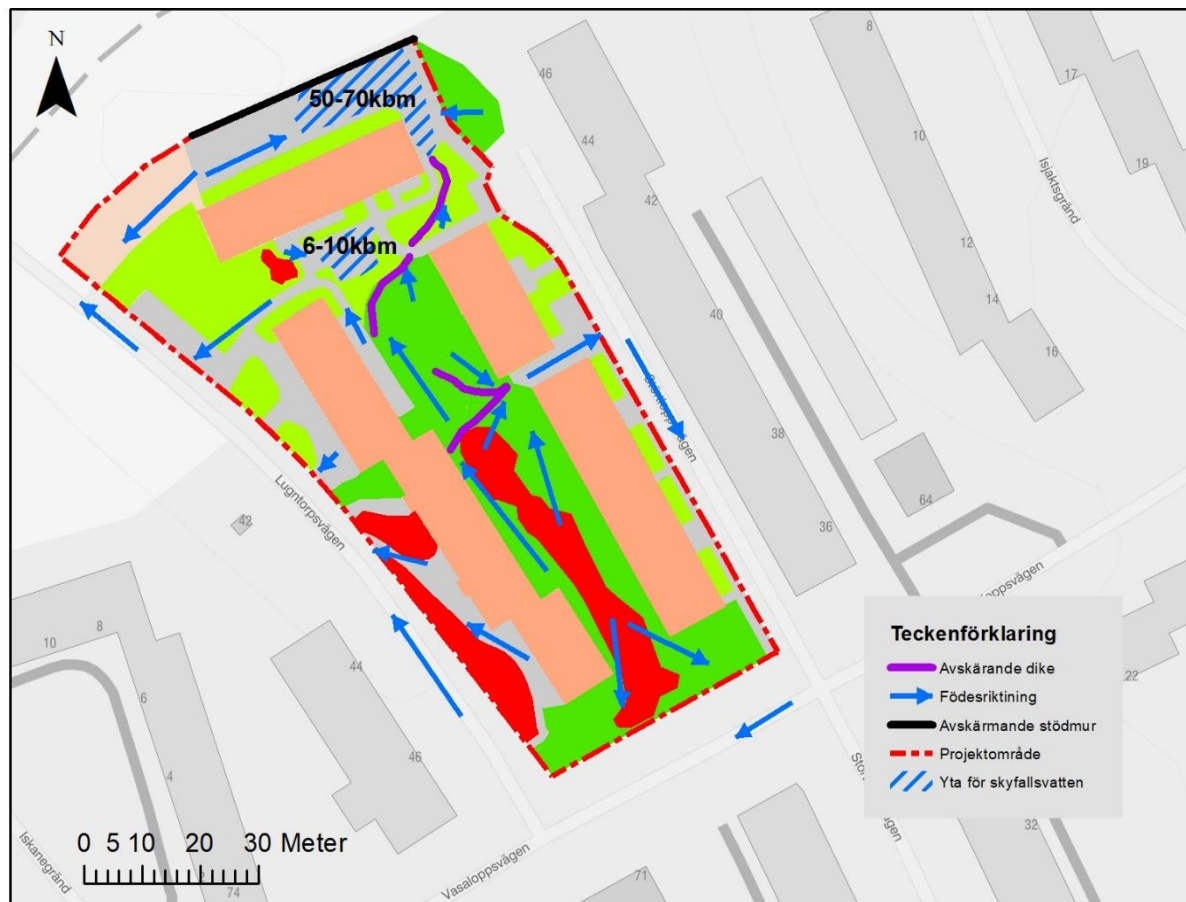 N
50-70kbm
6-10kbm
46
44
42
40
38
36
8
10
12
14
16
17
19
Isjaktsgränd
Störtloppsvägen
Lugntorpsvägen
42
44
46
64
22
32
71
74
10
8
6
4
2
Iskanegränd
Vasaloppsvägen
Teckenförklaring
Avskärande dike
Födesriktining
Avskärmande stödmur
Projektområde
Yta för skyfallsvatten
0 5 10 20 30 Meter